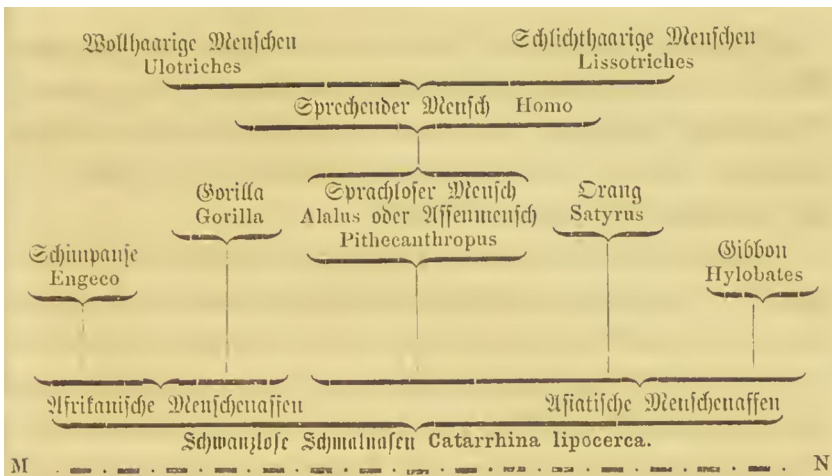 Wollhaarige Menschen
Ulotriches
Schlichthaarige Menschen
Lissotriches
Sprechender Mensch Homo
Gorilla
Gorilla
Sprachloser Mensch
Alalus oder Affenmensch
Pithecanthropus
Orang
Satyrus
Schimpanse
Engeco
Gibbon
Hylobates
Afrikanische Menschenaffen
Asiatische Menschenaffen
Schwanzlose Schmalnasen Catarrhina lipocerca.
M N